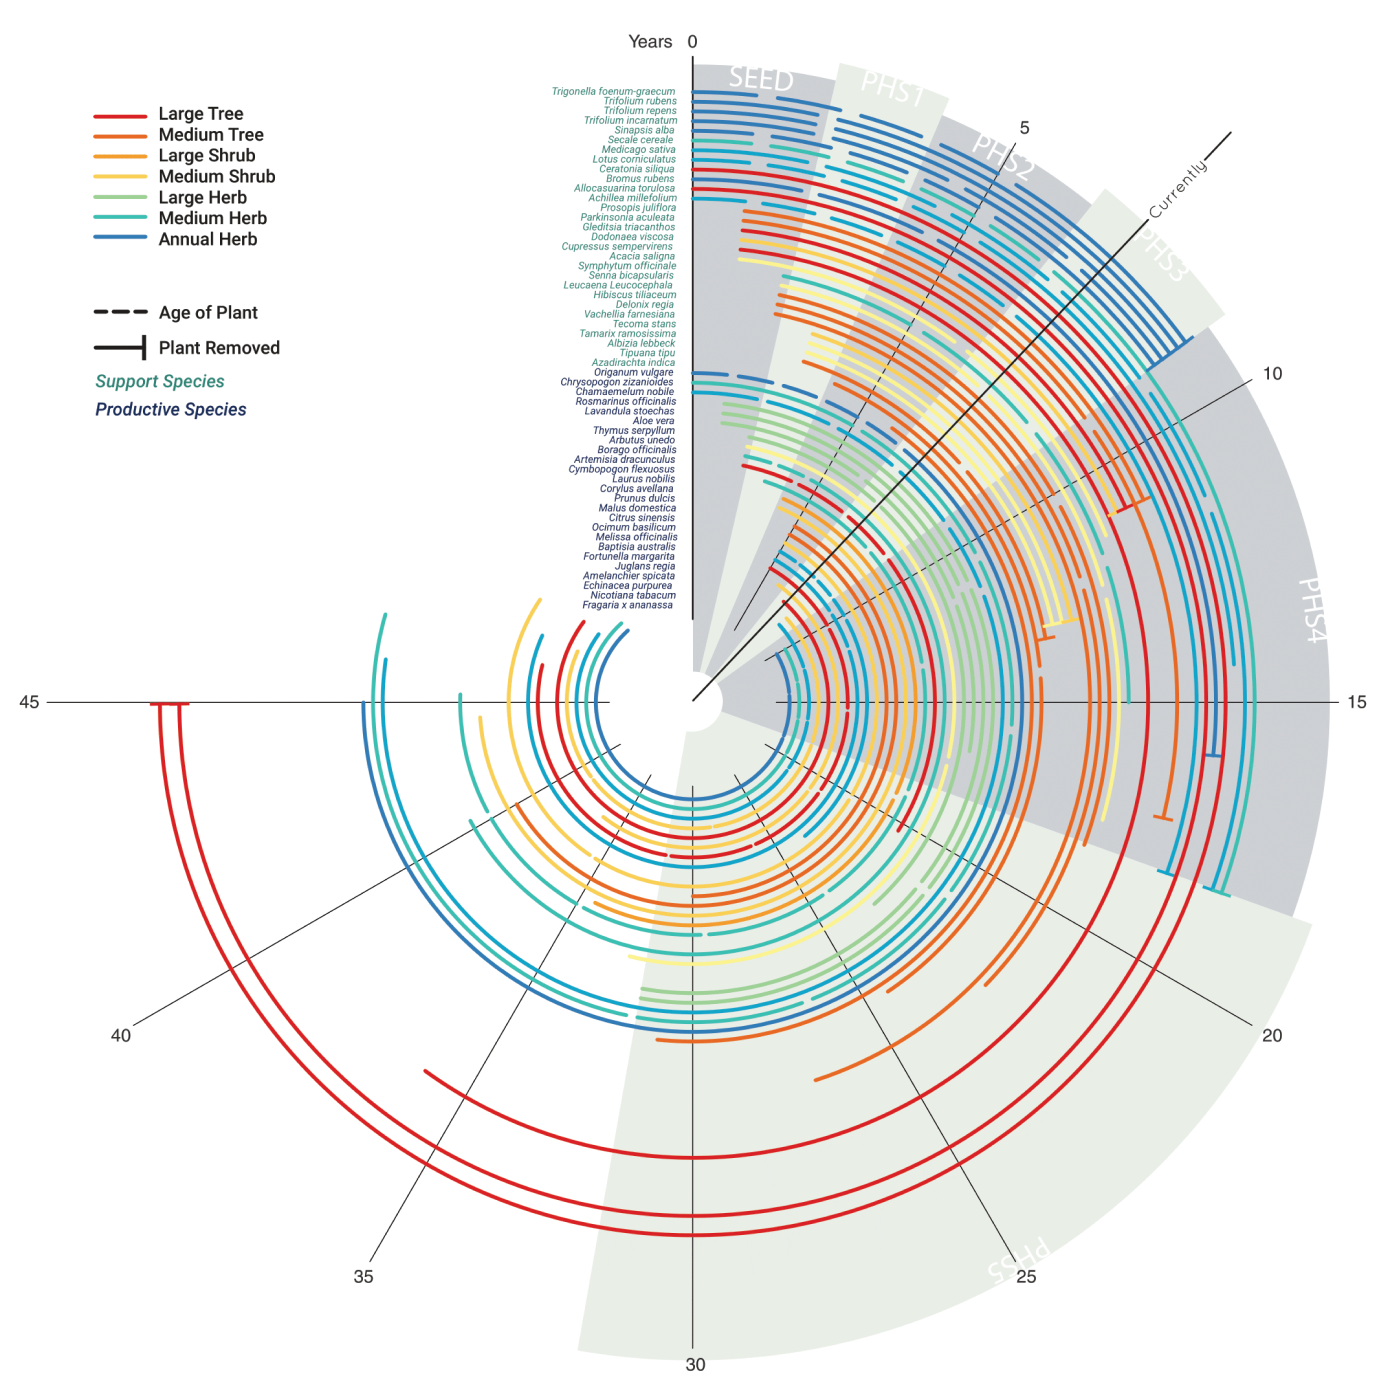 Years 0
SEED
PHS1
PHS2
PHS3
PHS4
PHS5
Currently
5
10
15
20
25
30
35
40
45
Large Tree
Medium Tree
Large Shrub
Medium Shrub
Large Herb
Medium Herb
Annual Herb
Age of Plant
Plant Removed
Support Species
Productive Species
Trigonella foenum-graecum
Trifolium rubens
Trifolium repens
Trifolium incarnatum
Sinapsis alba
Secale cereale
Medicago sativa
Lotus corniculatus
Ceratonia siliqua
Bromus rubens
Allocasuarina torulosa
Achillea millefolium
Prosopis juliflora
Parkinsonia aculeata
Gleditsia triacanthos
Dodonaea viscosa
Cupressus sempervirens
Acacia saligna
Symphytum officinale
Senna bicapsularis
Leucaena Leucocephala
Hibiscus tiliaceum
Delonix regia
Vachellia farnesiana
Tecoma stans
Tamarix ramosissima
Albizia lebbeck
Tipuana tipu
Azadirachta indica
Origanum vulgare
Chrysopogon zizanioides
Chamaemelum nobile
Rosmarinus officinalis
Lavandula stoechas
Aloe vera
Thymus serpyllum
Arbutus unedo
Borago officinalis
Artemisia dracunculus
Cymbopogon flexuosus
Laurus nobilis
Corylus avellana
Prunus dulcis
Malus domestica
Citrus sinensis
Ocimum basilicum
Melissa officinalis
Baptisia australis
Fortunella margarita
Juglans regia
Amelanchier spicata
Echinacea purpurea
Nicotiana tabacum
Fragaria x ananassa